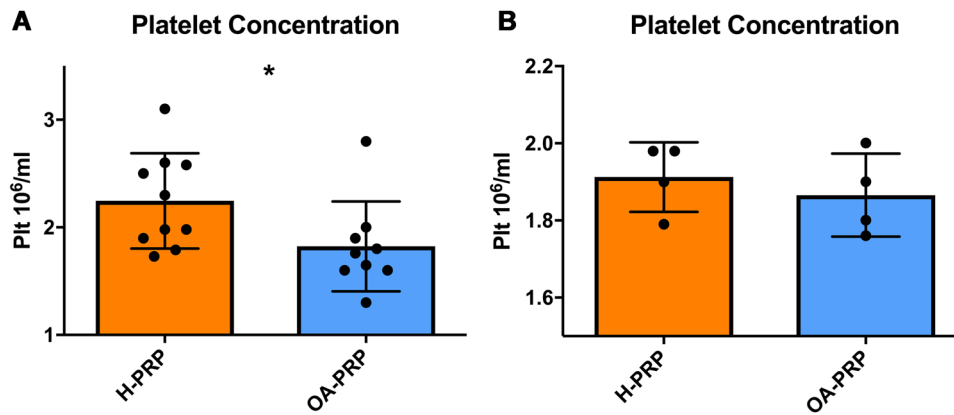 A
Platelet Concentration
*
Plt 10⁶/ml
3
2
1
H-PRP
OA-PRP
B
Platelet Concentration
Plt 10⁶/ml
2.2
2.0
1.8
1.6
H-PRP
OA-PRP